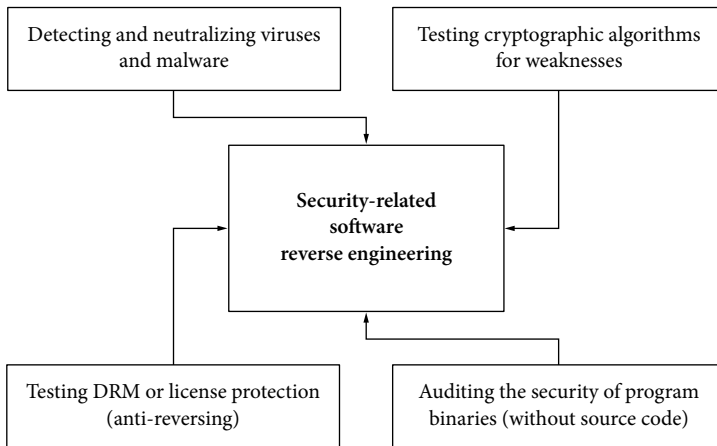 Detecting and neutralizing viruses
and malware
Testing cryptographic algorithms
for weaknesses
Security-related
software
reverse engineering
Testing DRM or license protection
(anti-reversing)
Auditing the security of program
binaries (without source code)